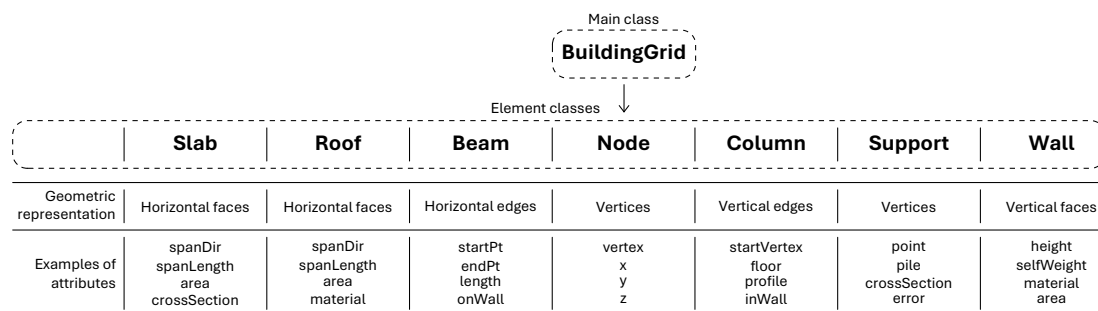 Main class
BuildingGrid
Element classes
Slab Roof Beam Node Column Support Wall
Geometric representation Horizontal faces Horizontal faces Horizontal edges Vertices Vertical edges Vertices Vertical faces
Examples of attributes
spanDir spanDir startPt vertex startVertex point height
spanLength spanLength endPt x floor pile selfWeight
area area length y profile crossSection material
crossSection material onWall z inWall error area